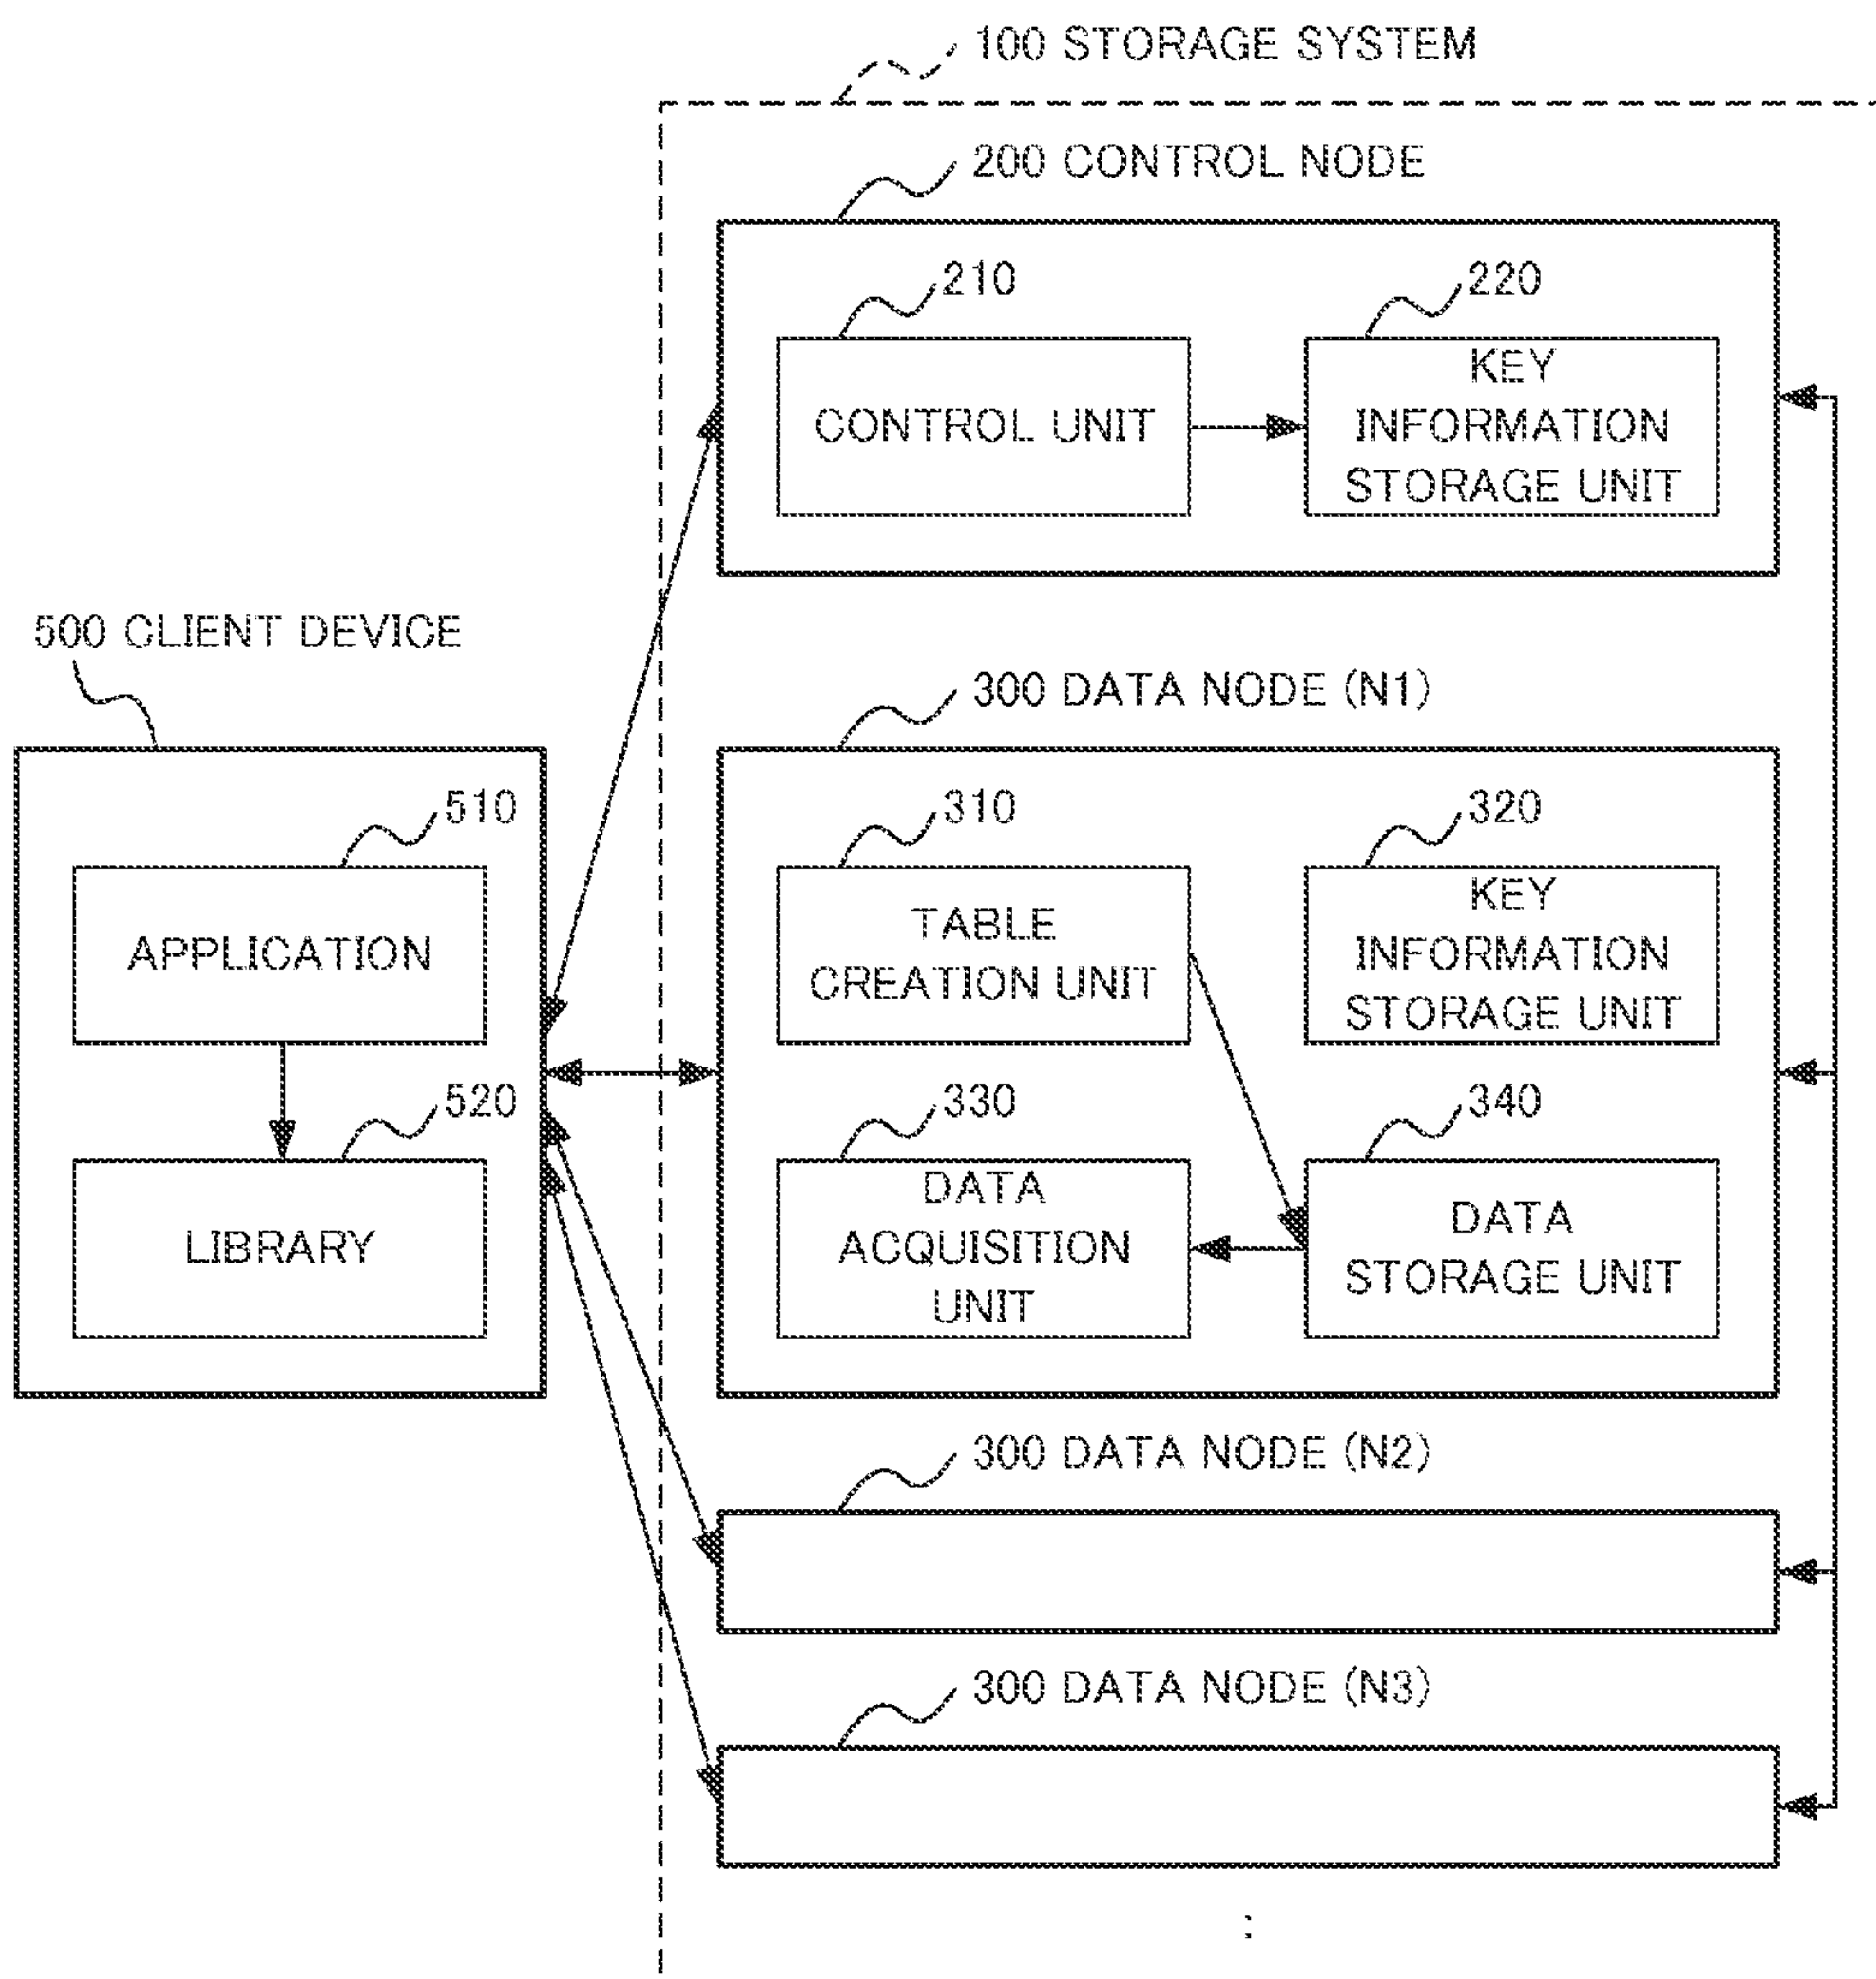 100 STORAGE SYSTEM
200 CONTROL NODE
210
220
CONTROL UNIT
KEY
INFORMATION
STORAGE UNIT
500 CLIENT DEVICE
510
APPLICATION
520
LIBRARY
300 DATA NODE (N1)
310
320
TABLE
CREATION UNIT
KEY
INFORMATION
STORAGE UNIT
330
340
DATA
ACQUISITION
UNIT
DATA
STORAGE UNIT
300 DATA NODE (N2)
300 DATA NODE (N3)